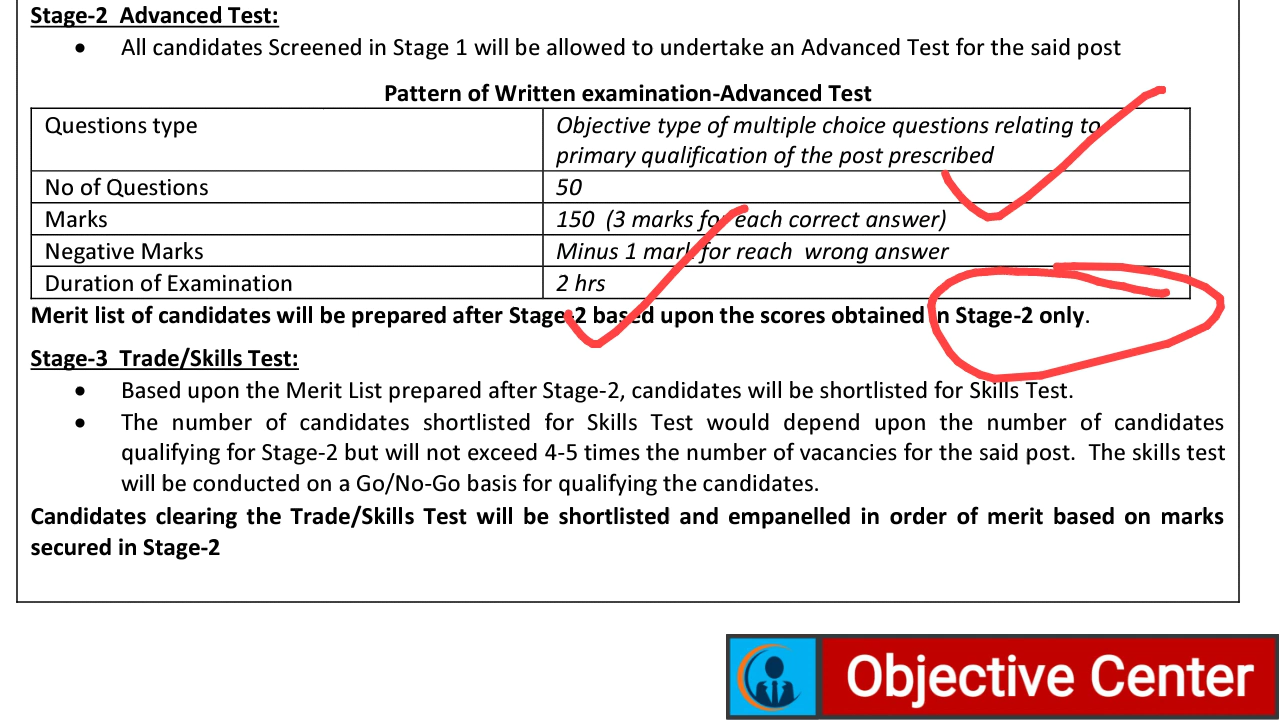 Stage-2 Advanced Test:
• All candidates Screened in Stage 1 will be allowed to undertake an Advanced Test for the said post
Pattern of Written examination-Advanced Test
Questions type
Objective type of multiple choice questions relating to
primary qualification of the post prescribed
No of Questions
50
Marks
150 (3 marks for each correct answer)
Negative Marks
Minus 1 mark for reach wrong answer
Duration of Examination
2 hrs
Merit list of candidates will be prepared after Stage-2 based upon the scores obtained in Stage-2 only.
Stage-3 Trade/Skills Test:
• Based upon the Merit List prepared after Stage-2, candidates will be shortlisted for Skills Test.
• The number of candidates shortlisted for Skills Test would depend upon the number of candidates
qualifying for Stage-2 but will not exceed 4-5 times the number of vacancies for the said post. The skills test
will be conducted on a Go/No-Go basis for qualifying the candidates.
Candidates clearing the Trade/Skills Test will be shortlisted and empanelled in order of merit based on marks
secured in Stage-2
Objective Center